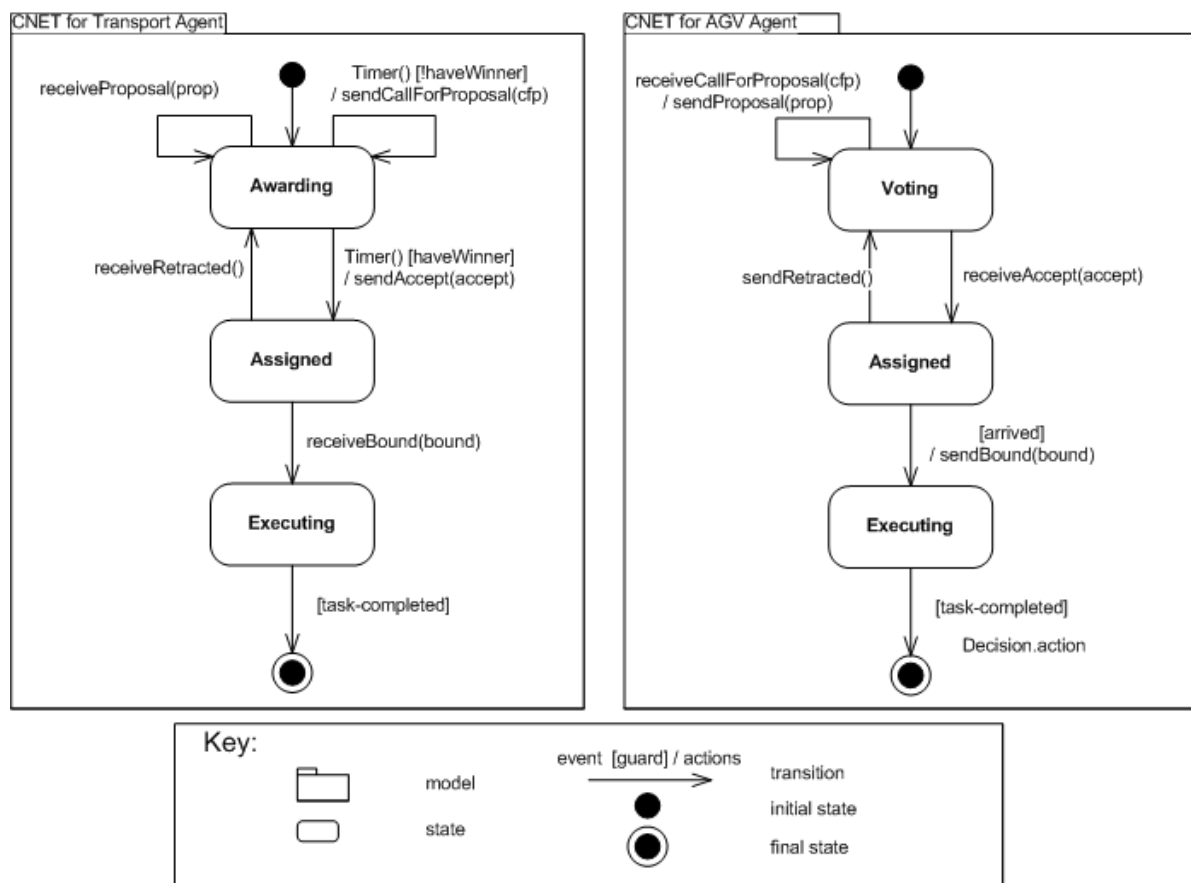 CNET for Transport Agent
receiveProposal(prop)
Timer() [!haveWinner]
/ sendCallForProposal(cfp)
Awarding
receiveRetracted()
Timer() [haveWinner]
/ sendAccept(accept)
Assigned
receiveBound(bound)
Executing
[task-completed]
CNET for AGV Agent
receiveCallForProposal(cfp)
/ sendProposal(prop)
Voting
sendRetracted()
receiveAccept(accept)
Assigned
[arrived]
/ sendBound(bound)
Executing
[task-completed]
Decision.action
Key:
model
state
event [guard] / actions
transition
initial state
final state